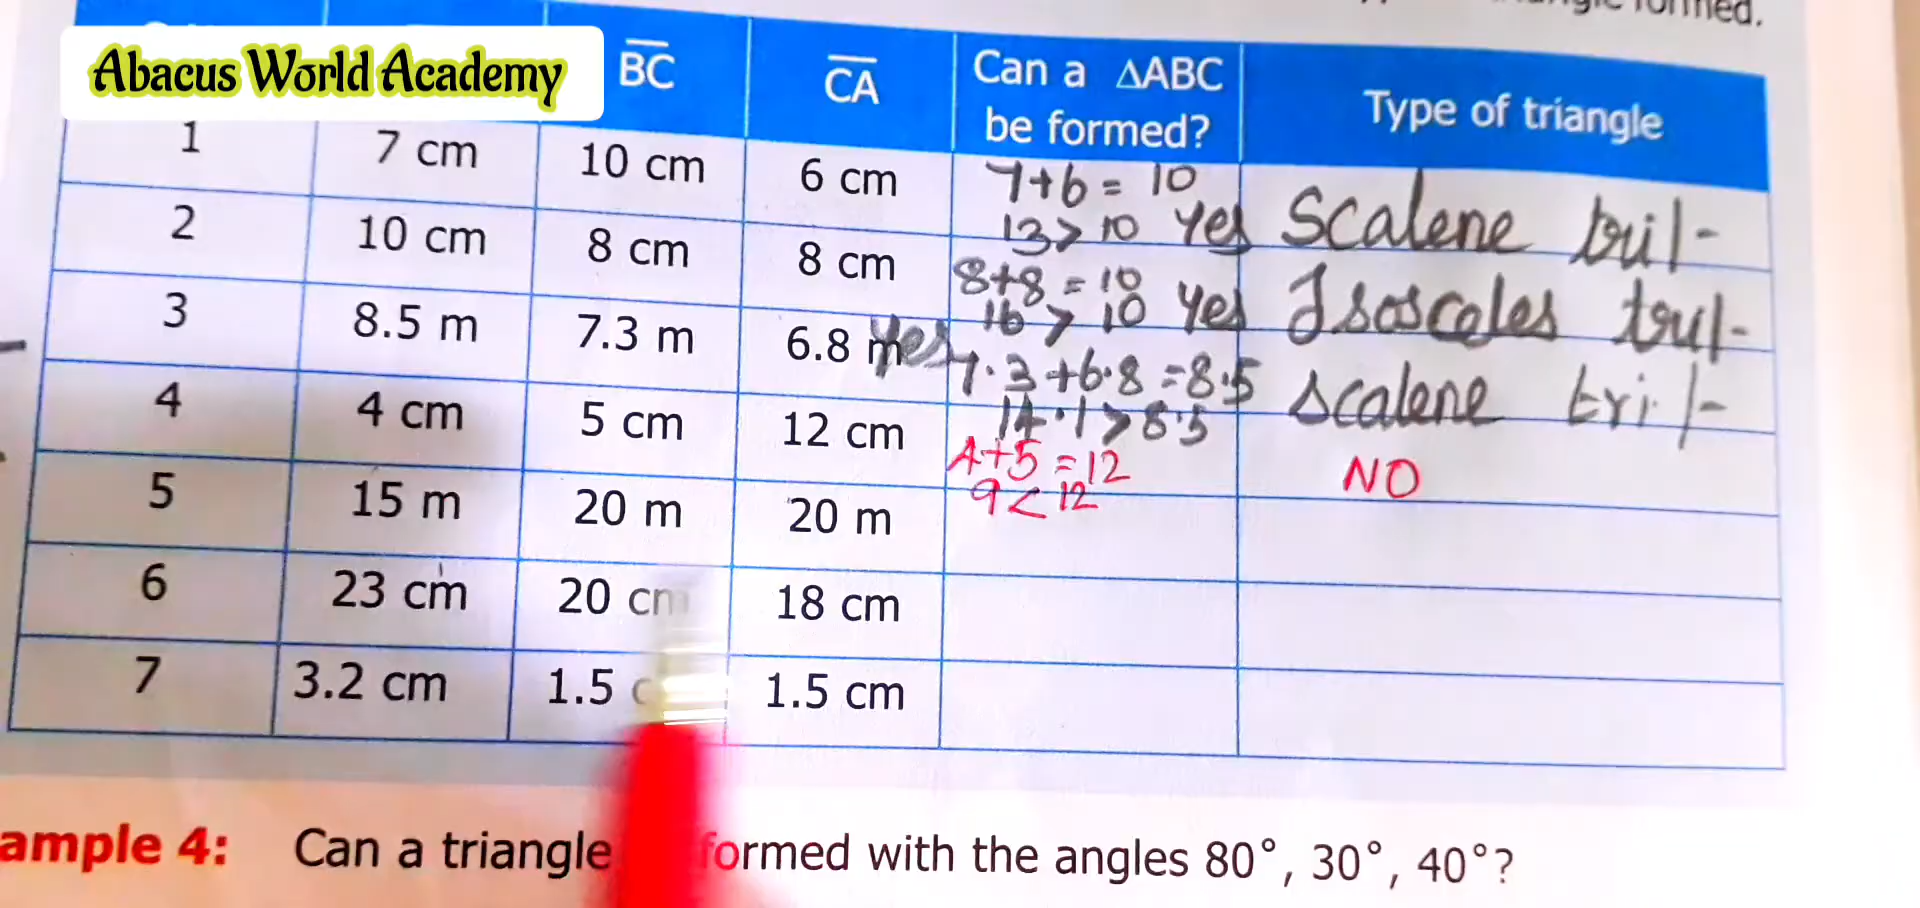 formed.
Abacus World Academy
BC
CA
Can a ΔABC
be formed?
Type of triangle
1
7 cm
10 cm
6 cm
7+6 = 10
13 > 10 Yes
Scalene tril-
2
10 cm
8 cm
8 cm
8+8 = 10
16 > 10 Yes
Isosceles tril-
3
8.5 m
7.3 m
6.8 m
Yes
7.3+6.8 =8.5
14.1 > 8.5
scalene tri.l-
4
4 cm
5 cm
12 cm
4+5 = 12
9 < 12
NO
5
15 m
20 m
20 m
6
23 cm
20 cm
18 cm
7
3.2 cm
1.5
1.5 cm
ample 4: Can a triangle formed with the angles 80°, 30°, 40°?